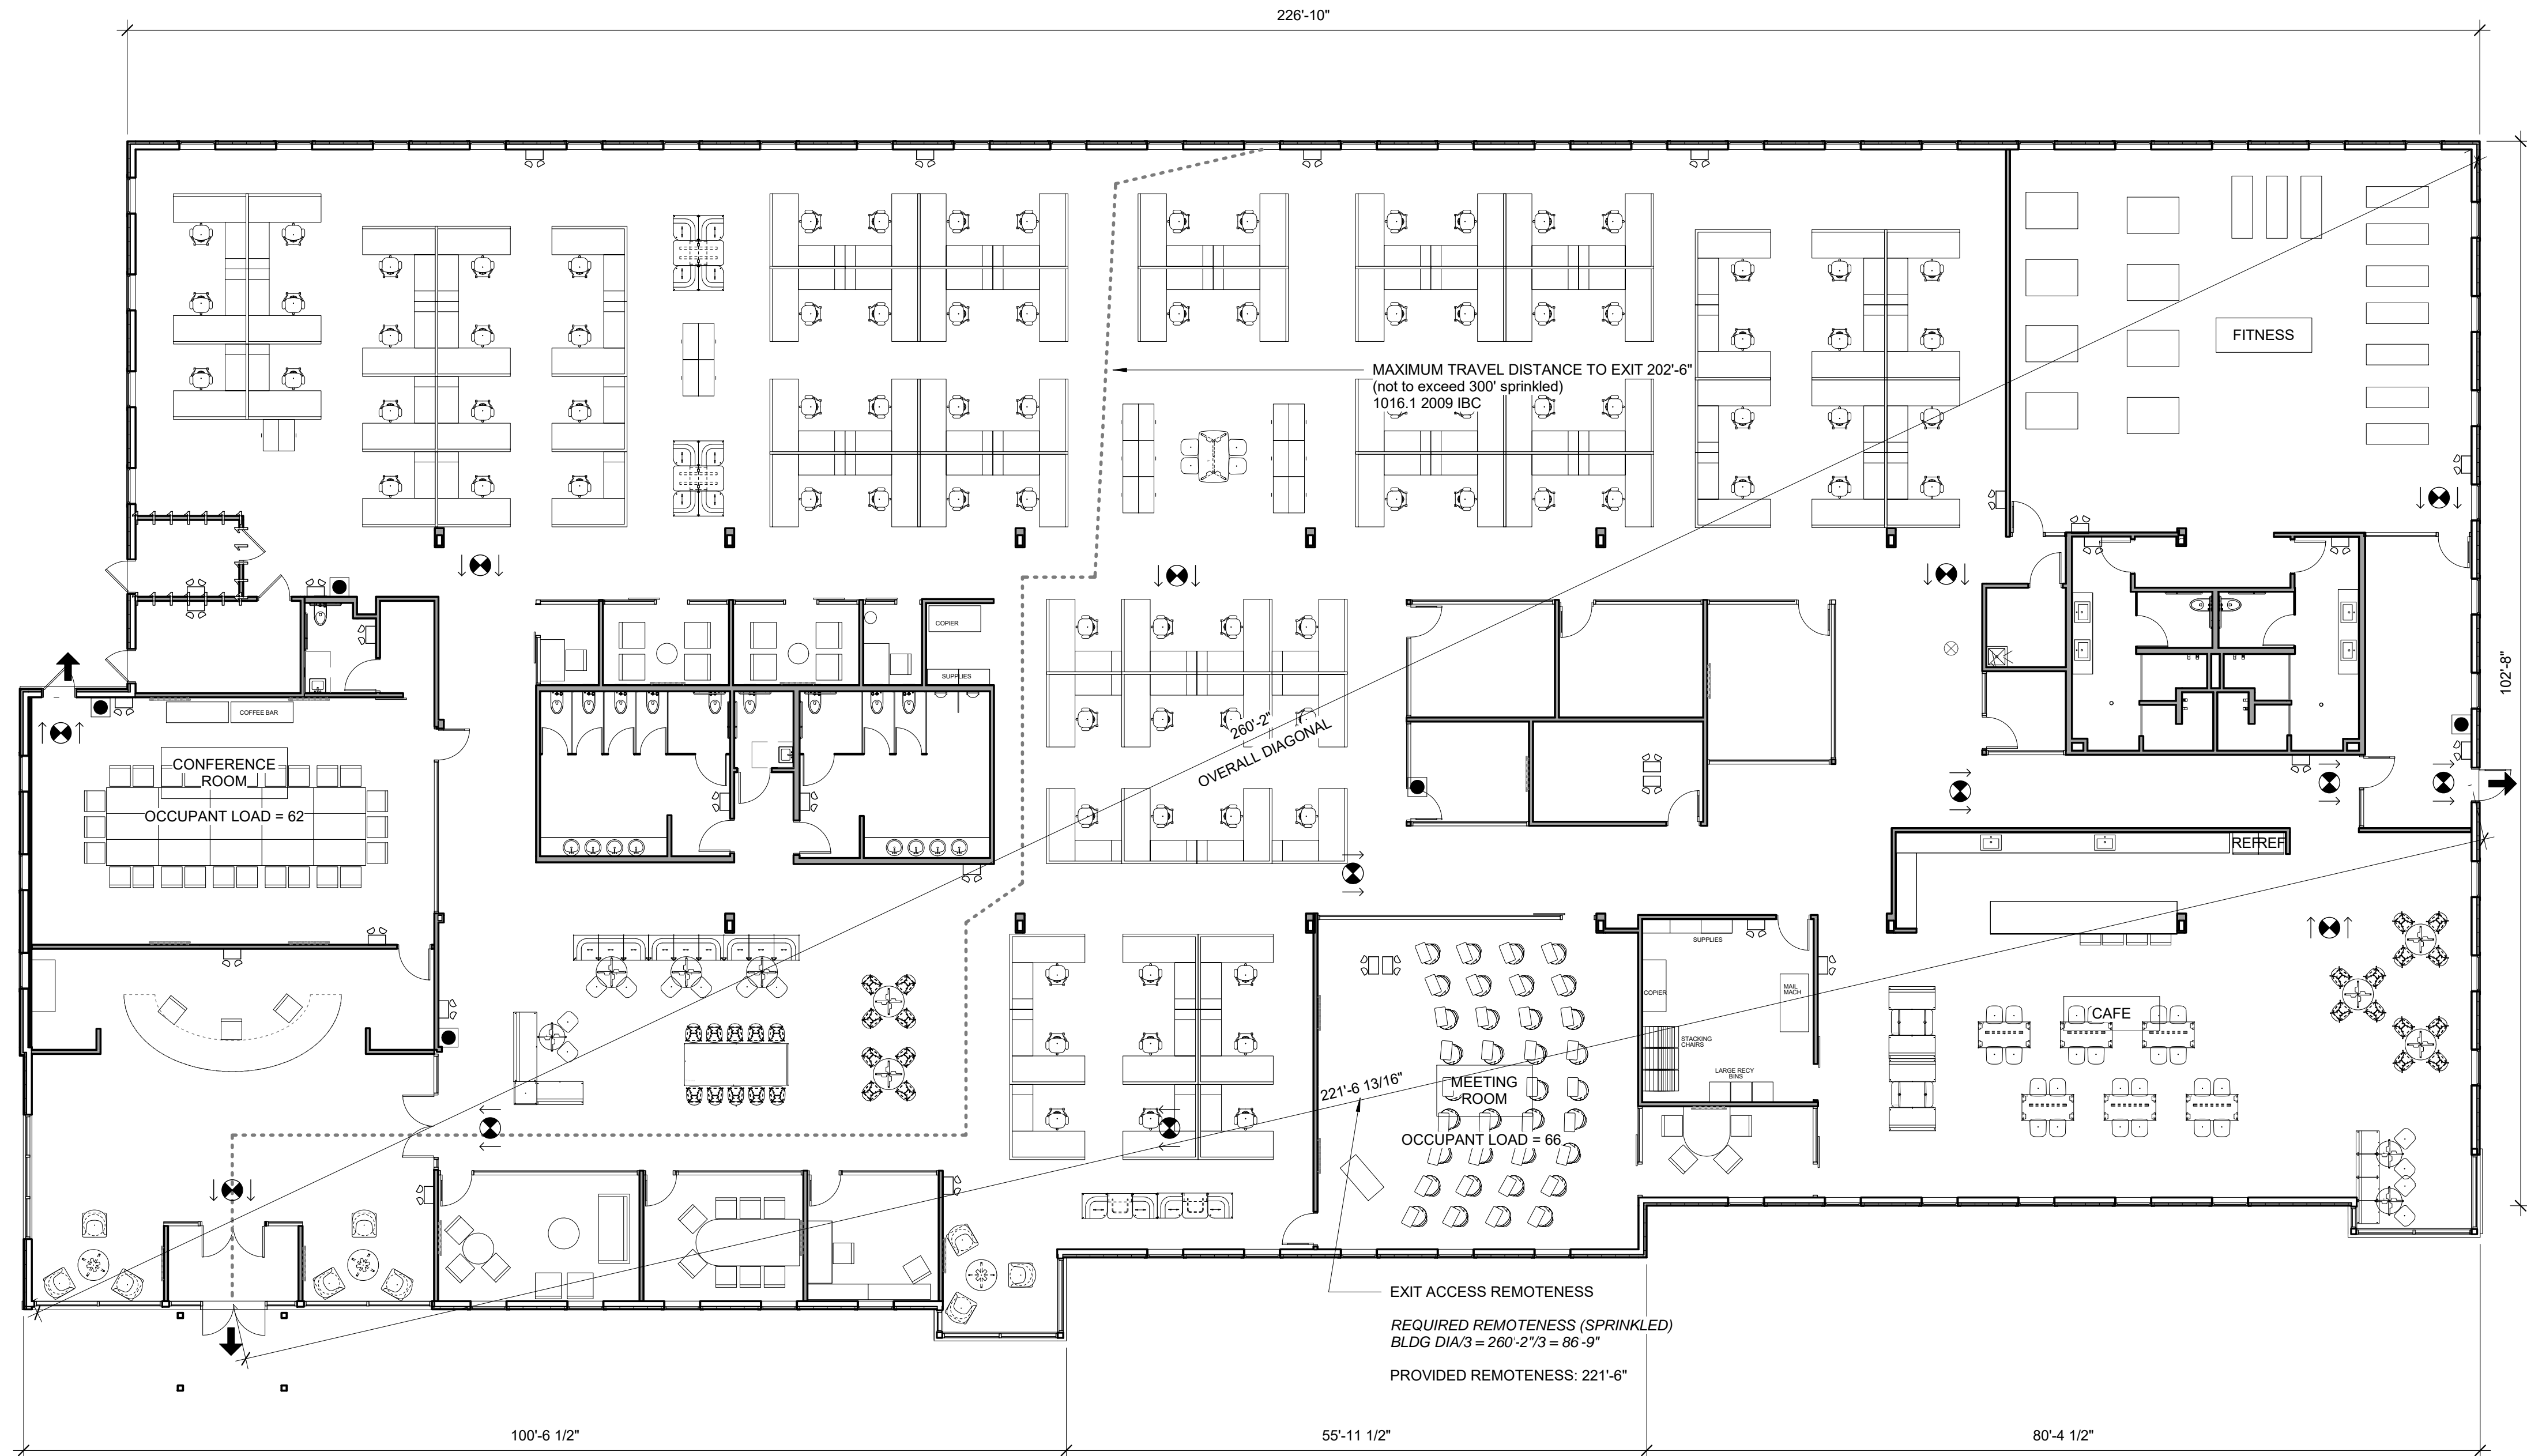 226'-10"
FITNESS
MAXIMUM TRAVEL DISTANCE TO EXIT 202'-6"
(not to exceed 300' sprinkled)
1016.1 2009 IBC
COPIER
SUPPLIES
102'-8"
COFFEE BAR
260'-2"
OVERALL DIAGONAL
CONFERENCE
ROOM
OCCUPANT LOAD = 62
REF
REF
SUPPLIES
COPIER
MAIL
MACH
CAFE
STACKING
CHAIRS
LARGE RECY
BINS
221'-6 13/16"
MEETING
ROOM
OCCUPANT LOAD = 66
EXIT ACCESS REMOTENESS
REQUIRED REMOTENESS (SPRINKLED)
BLDG DIA/3 = 260'-2"/3 = 86'-9"
PROVIDED REMOTENESS: 221'-6"
100'-6 1/2"
55'-11 1/2"
80'-4 1/2"